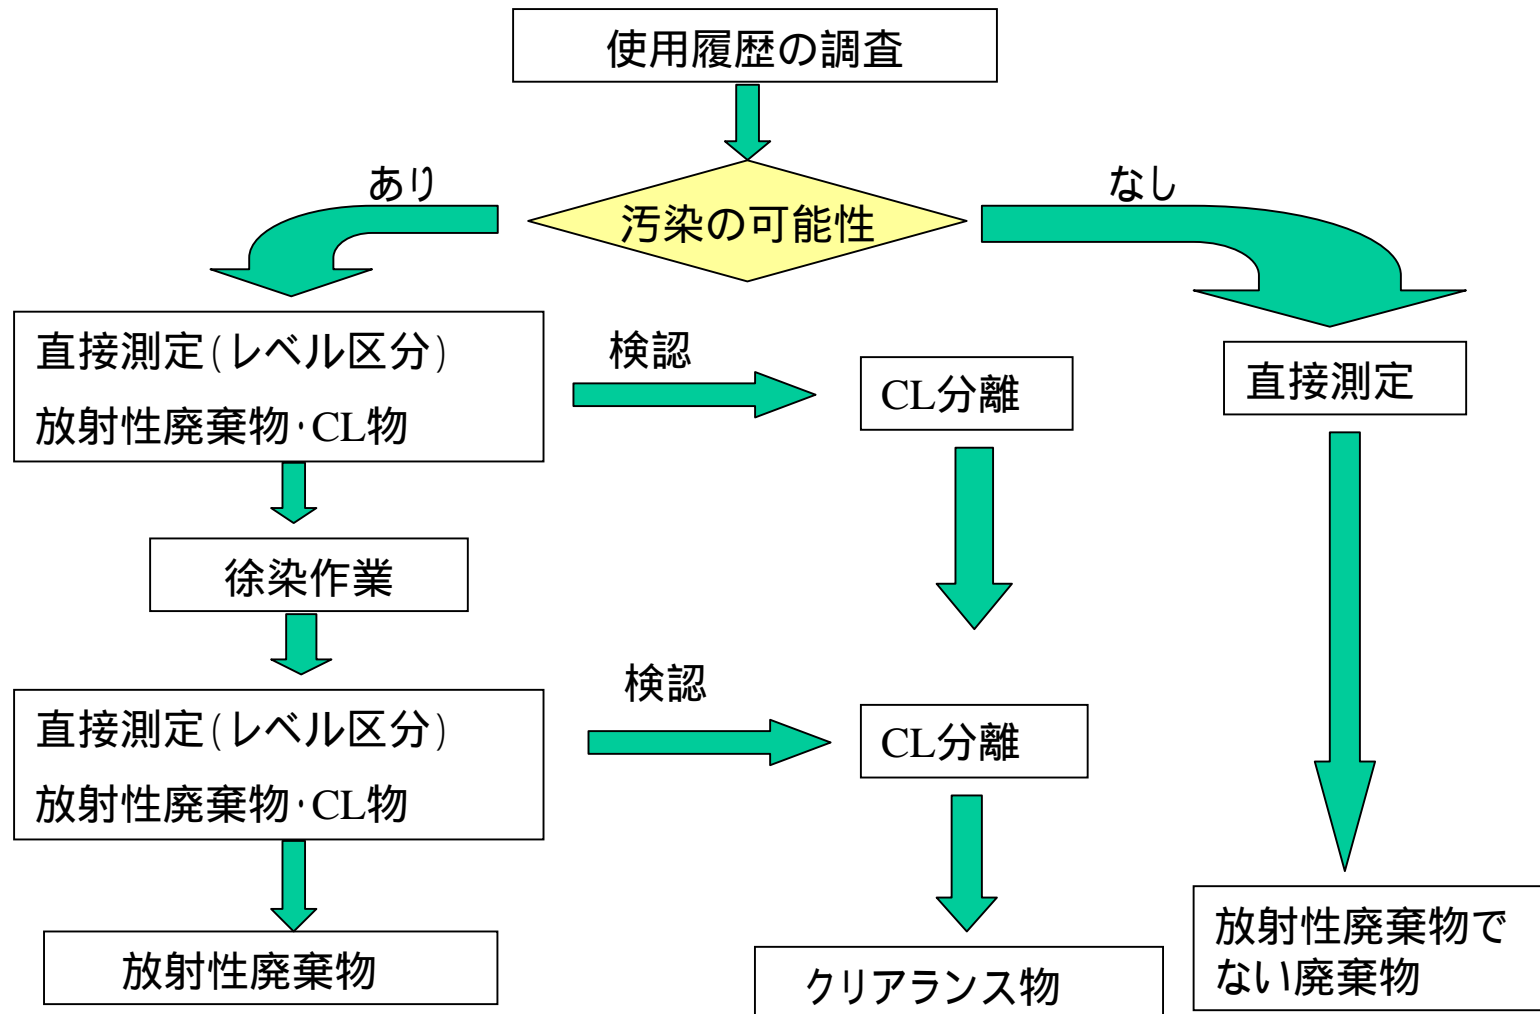 使用履歴の調査
あり
なし
汚染の可能性
直接測定(レベル区分)
放射性廃棄物・CL物
検認
CL分離
直接測定
徐染作業
直接測定(レベル区分)
放射性廃棄物・CL物
検認
CL分離
放射性廃棄物
クリアランス物
放射性廃棄物で
ない廃棄物